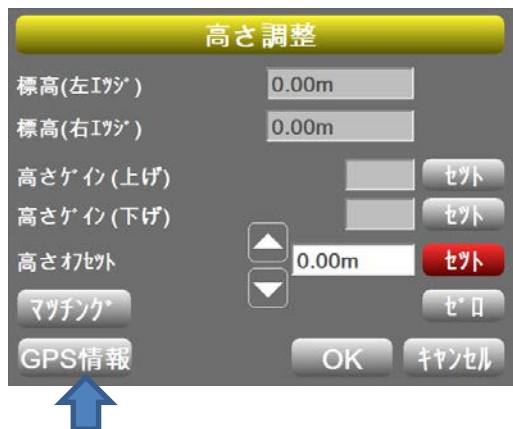 高さ調整
標高(左ｴｯｼﾞ) 0.00m
標高(右ｴｯｼﾞ) 0.00m
高さｹﾞｲﾝ(上げ) ｾｯﾄ
高さｹﾞｲﾝ(下げ) ｾｯﾄ
高さｵﾌｾｯﾄ 0.00m ｾｯﾄ
ﾏｯﾁﾝｸﾞ ｾﾞﾛ
GPS情報 OK ｷｬﾝｾﾙ